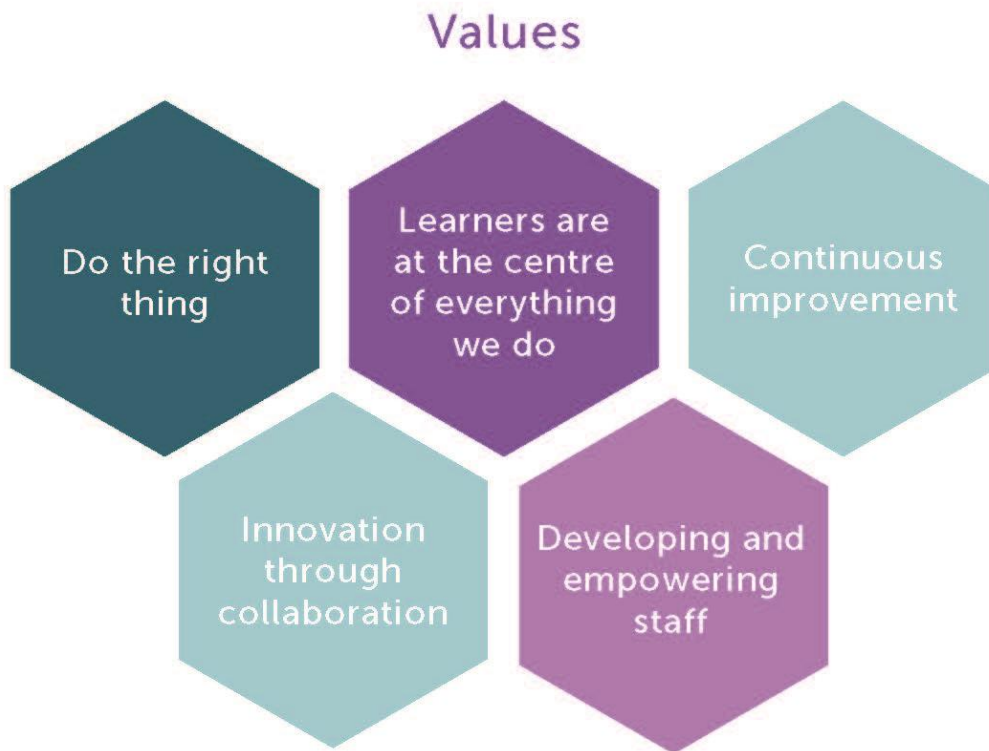 Values
Do the right
thing
Learners are
at the centre
of everything
we do
Continuous
improvement
Innovation
through
collaboration
Developing and
empowering
staff